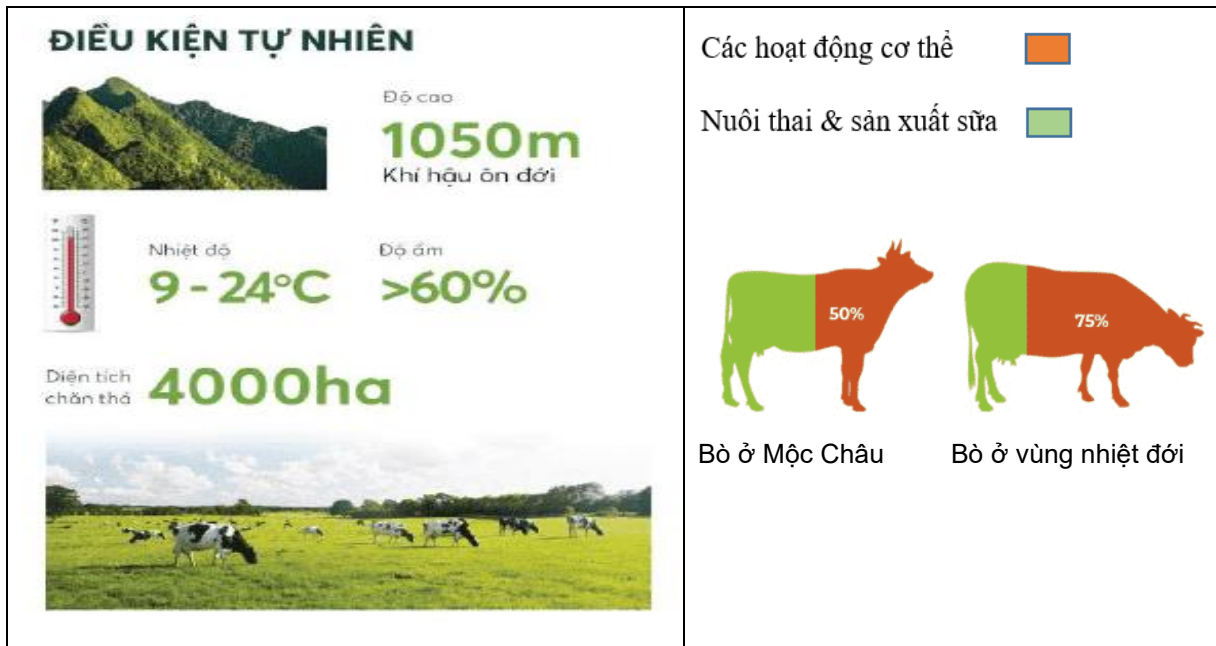 ĐIỀU KIỆN TỰ NHIÊN
Độ cao
1050m
Khí hậu ôn đới
Nhiệt độ
9 - 24°C
Độ ẩm
>60%
Diện tích
chăn thả
4000ha
Các hoạt động cơ thể
Nuôi thai & sản xuất sữa
50%
75%
Bò ở Mộc Châu
Bò ở vùng nhiệt đới